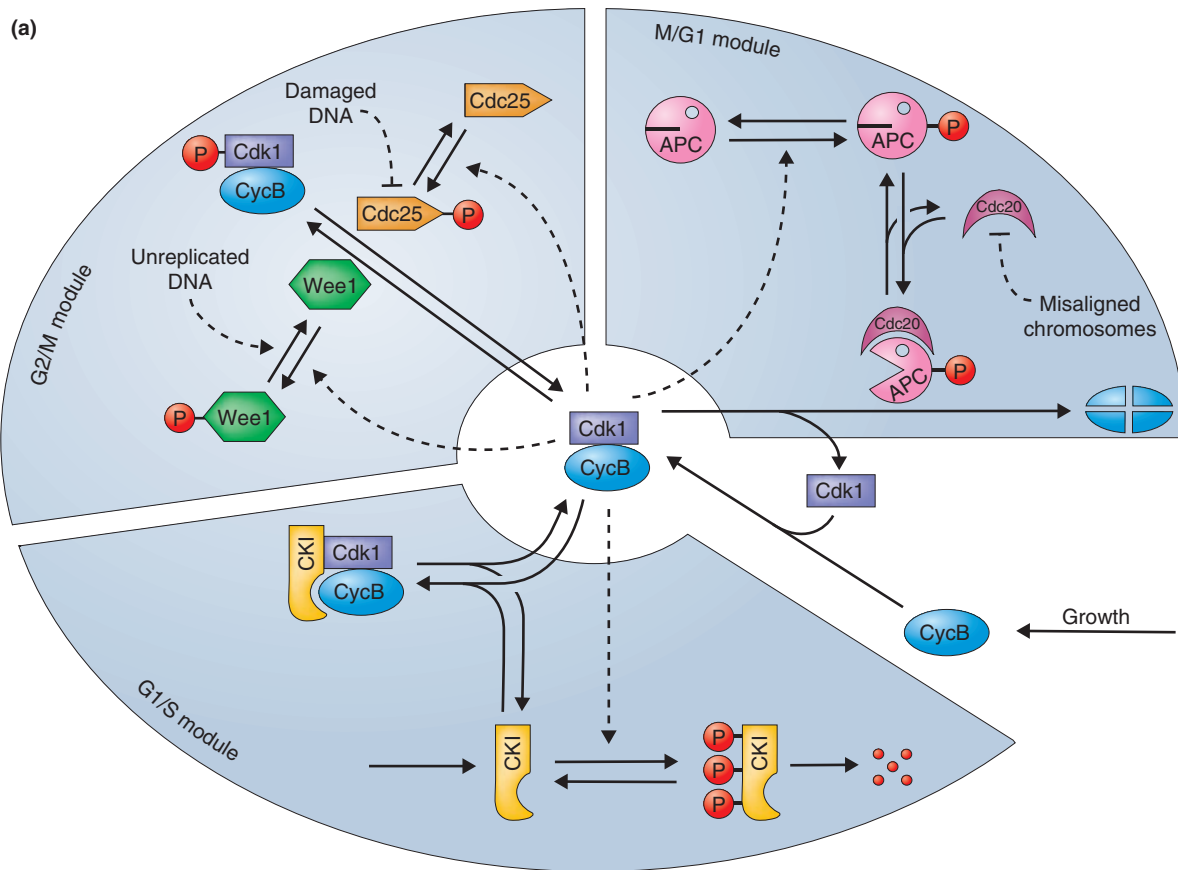 (a)
M/G1 module
Damaged
DNA
Cdc25
P
Cdk1
CycB
Cdc25
P
Unreplicated
DNA
Wee1
P
Wee1
G2/M module
APC
APC
P
Cdc20
Misaligned
chromosomes
Cdc20
APC
P
Cdk1
CycB
Cdk1
CycB
Growth
CKI
Cdk1
CycB
G1/S module
CKI
P
P
P
CKI